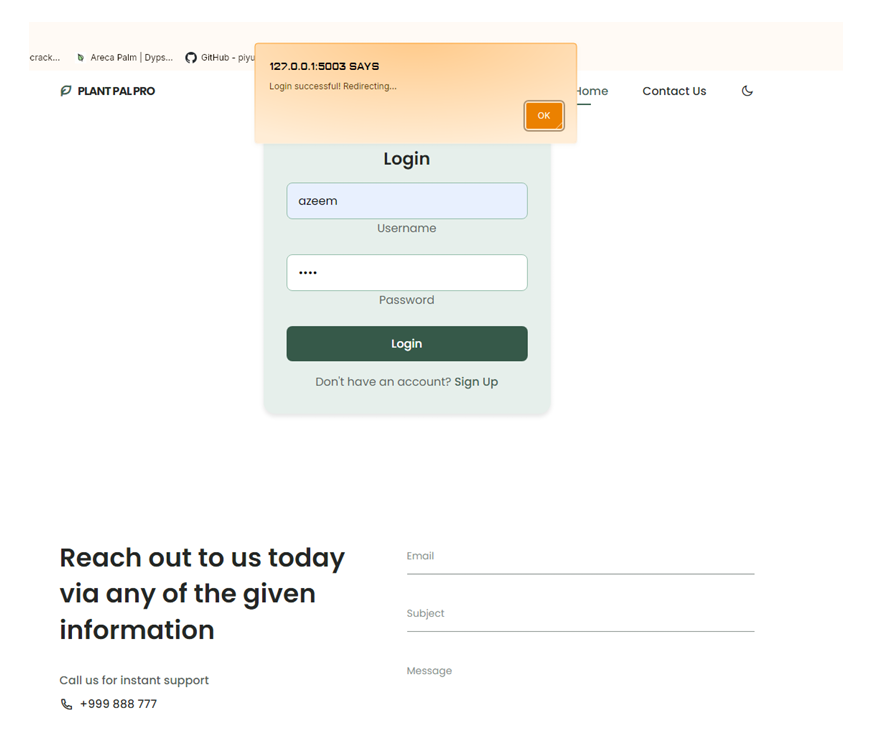 crack... Areca Palm | Dyps... GitHub - piyu
127.0.0.1:5003 SAYS
Login successful! Redirecting...
OK
PLANT PAL PRO Home Contact Us
Login
azeem
Username
••••
Password
Login
Don't have an account? Sign Up
Reach out to us today
via any of the given
information
Call us for instant support
+999 888 777
Email
Subject
Message